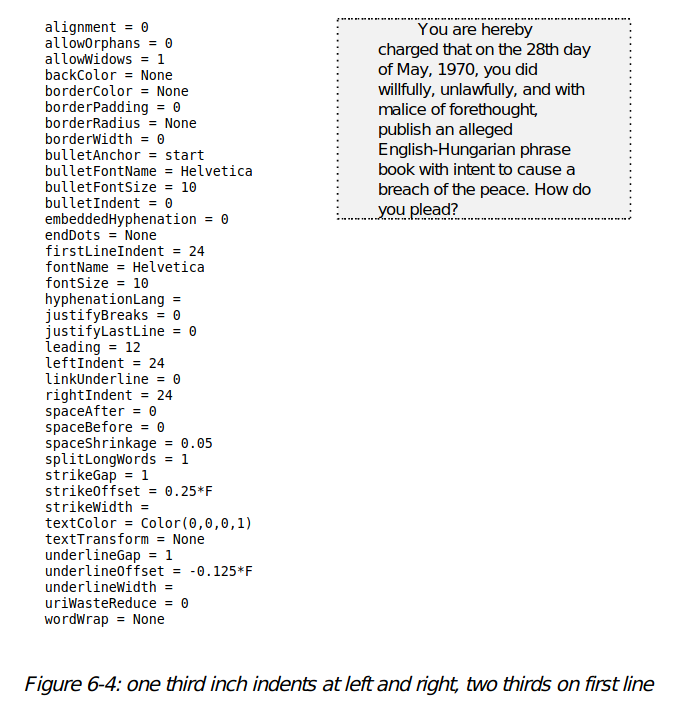 alignment = 0
allowOrphans = 0
allowWidows = 1
backColor = None
borderColor = None
borderPadding = 0
borderRadius = None
borderWidth = 0
bulletAnchor = start
bulletFontName = Helvetica
bulletFontSize = 10
bulletIndent = 0
embeddedHyphenation = 0
endDots = None
firstLineIndent = 24
fontName = Helvetica
fontSize = 10
hyphenationLang =
justifyBreaks = 0
justifyLastLine = 0
leading = 12
leftIndent = 24
linkUnderline = 0
rightIndent = 24
spaceAfter = 0
spaceBefore = 0
spaceShrinkage = 0.05
splitLongWords = 1
strikeGap = 1
strikeOffset = 0.25*F
strikeWidth =
textColor = Color(0,0,0,1)
textTransform = None
underlineGap = 1
underlineOffset = -0.125*F
underlineWidth =
uriWasteReduce = 0
wordWrap = None
You are hereby
charged that on the 28th day
of May, 1970, you did
willfully, unlawfully, and with
malice of forethought,
publish an alleged
English-Hungarian phrase
book with intent to cause a
breach of the peace. How do
you plead?
Figure 6-4: one third inch indents at left and right, two thirds on first line